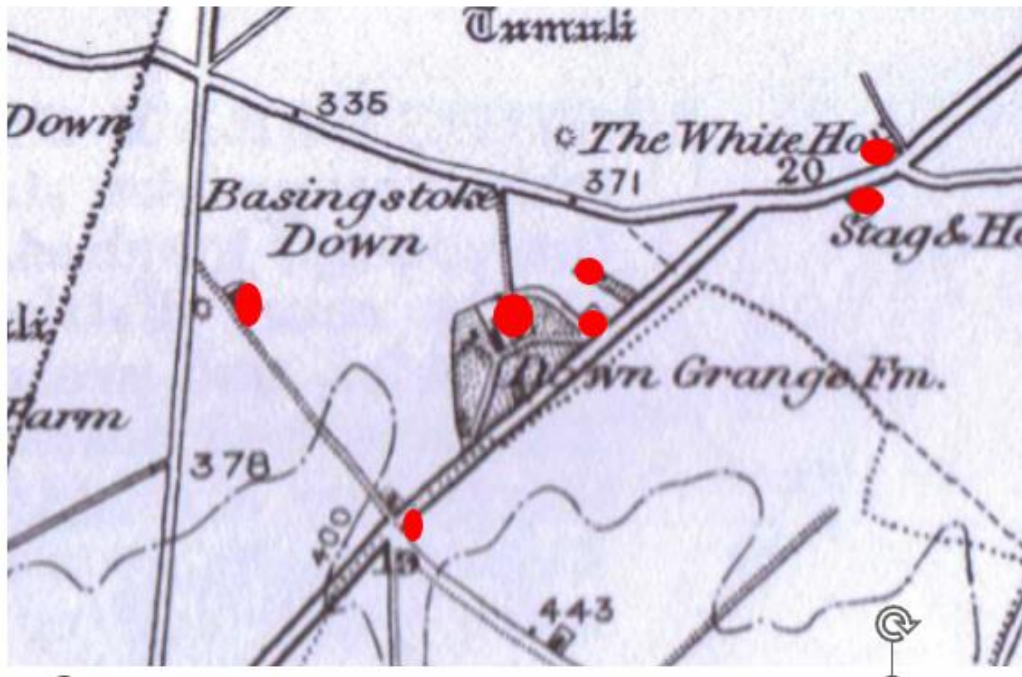 Tumuli
335
Down
The White Ho
20
371
Basingstoke
Down
Stag & Ho
Down Grange Fm.
Farm
378
400
19
443